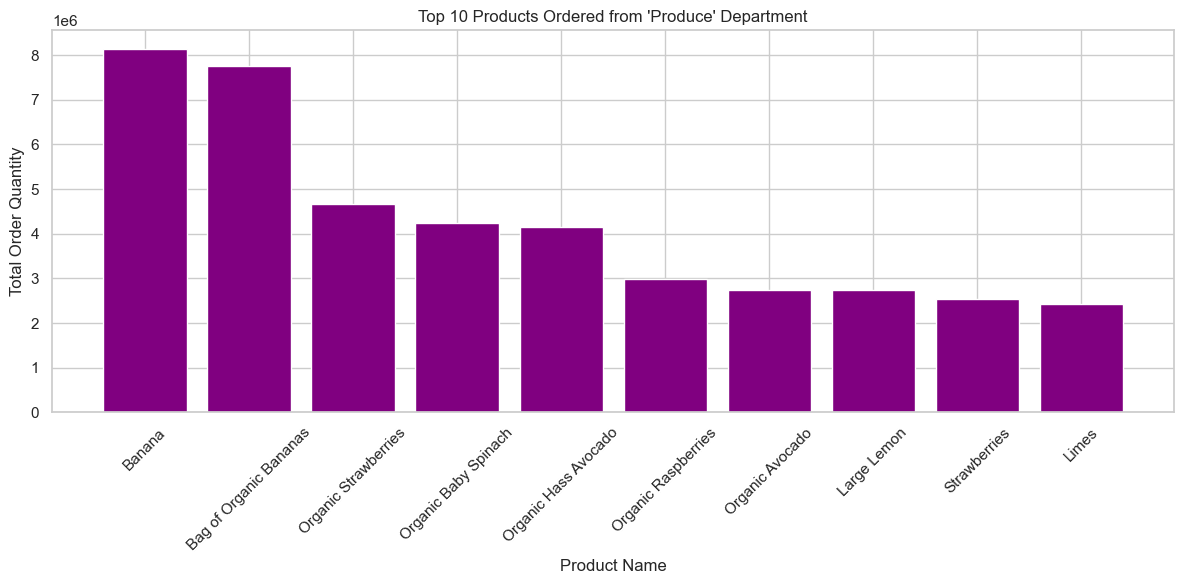 Top 10 Products Ordered from 'Produce' Department
1e6
8
7
6
5
4
3
2
1
0
Total Order Quantity
Banana
Bag of Organic Bananas
Organic Strawberries
Organic Baby Spinach
Organic Hass Avocado
Organic Raspberries
Organic Avocado
Large Lemon
Strawberries
Limes
Product Name